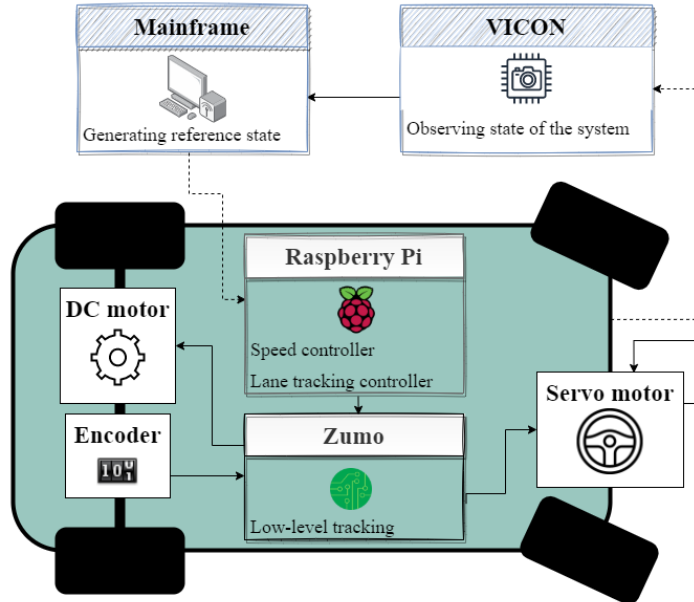 Mainframe
Generating reference state
VICON
Observing state of the system
Raspberry Pi
Speed controller
Lane tracking controller
DC motor
Encoder
Zumo
Low-level tracking
Servo motor